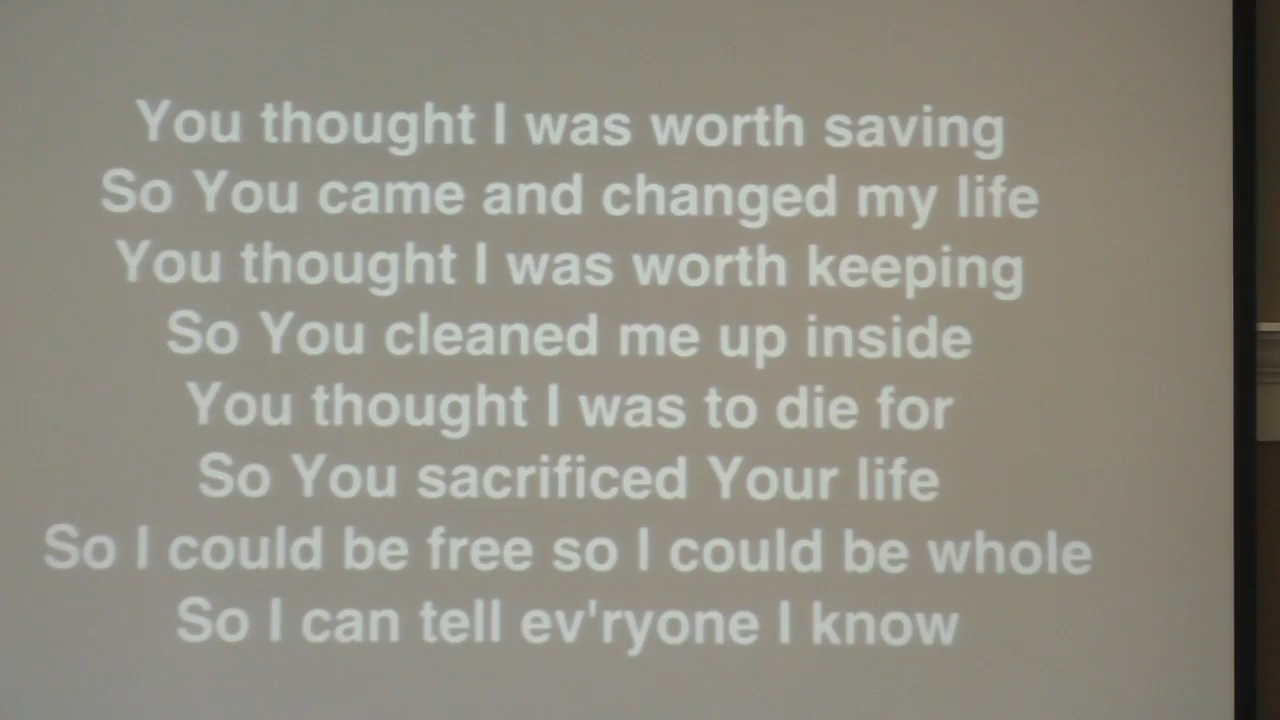 You thought I was worth saving
So You came and changed my life
You thought I was worth keeping
So You cleaned me up inside
You thought I was to die for
So You sacrificed Your life
So I could be free so I could be whole
So I can tell ev'ryone I know